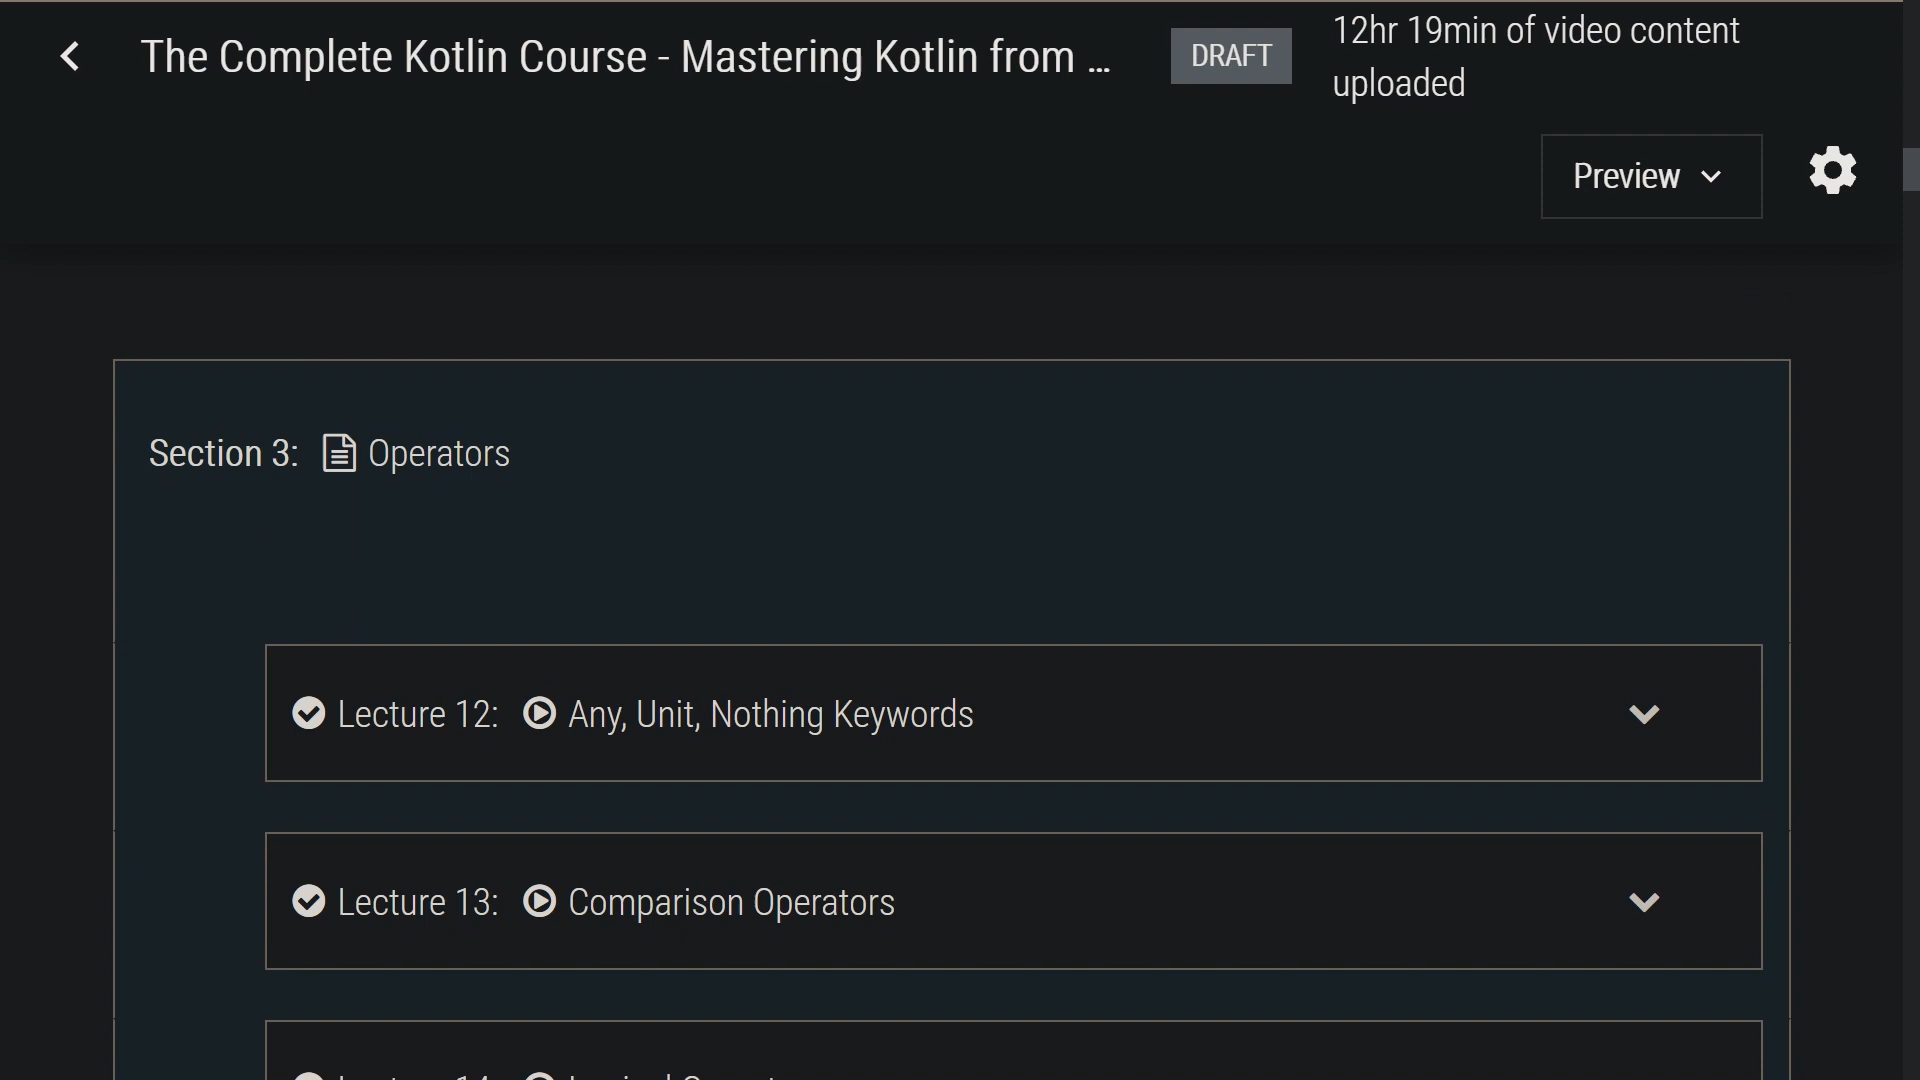 The Complete Kotlin Course - Mastering Kotlin from ...
DRAFT
12hr 19min of video content
uploaded
Preview
Section 3: Operators
Lecture 12: Any, Unit, Nothing Keywords
Lecture 13: Comparison Operators